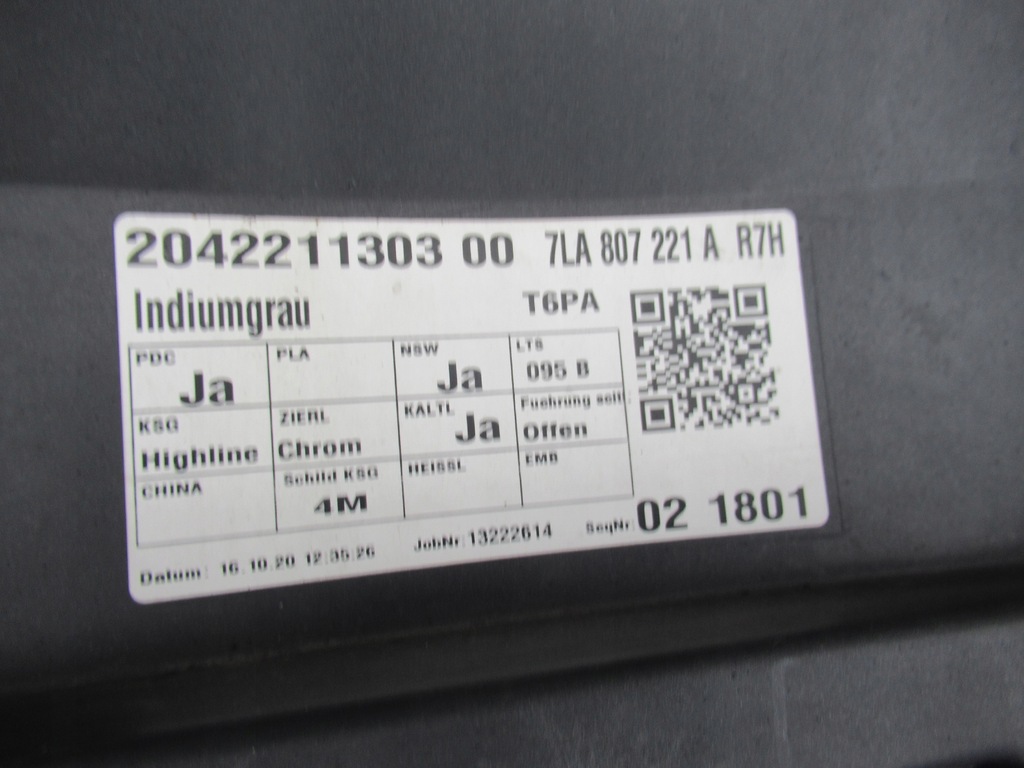 2042211303 00 7LA 807 221 A R7H
Indiumgrau T6PA
PDC PLA NSW LTS
Ja Ja 095 B
KSG ZIERL KALTL Fuehrung seit
Highline Chrom Ja Offen
CHINA Schild KSG HEISSL EMB
4M
Datum: 16.10.20 12:35:26 JobNr: 13222614 SeqNr: 02 1801